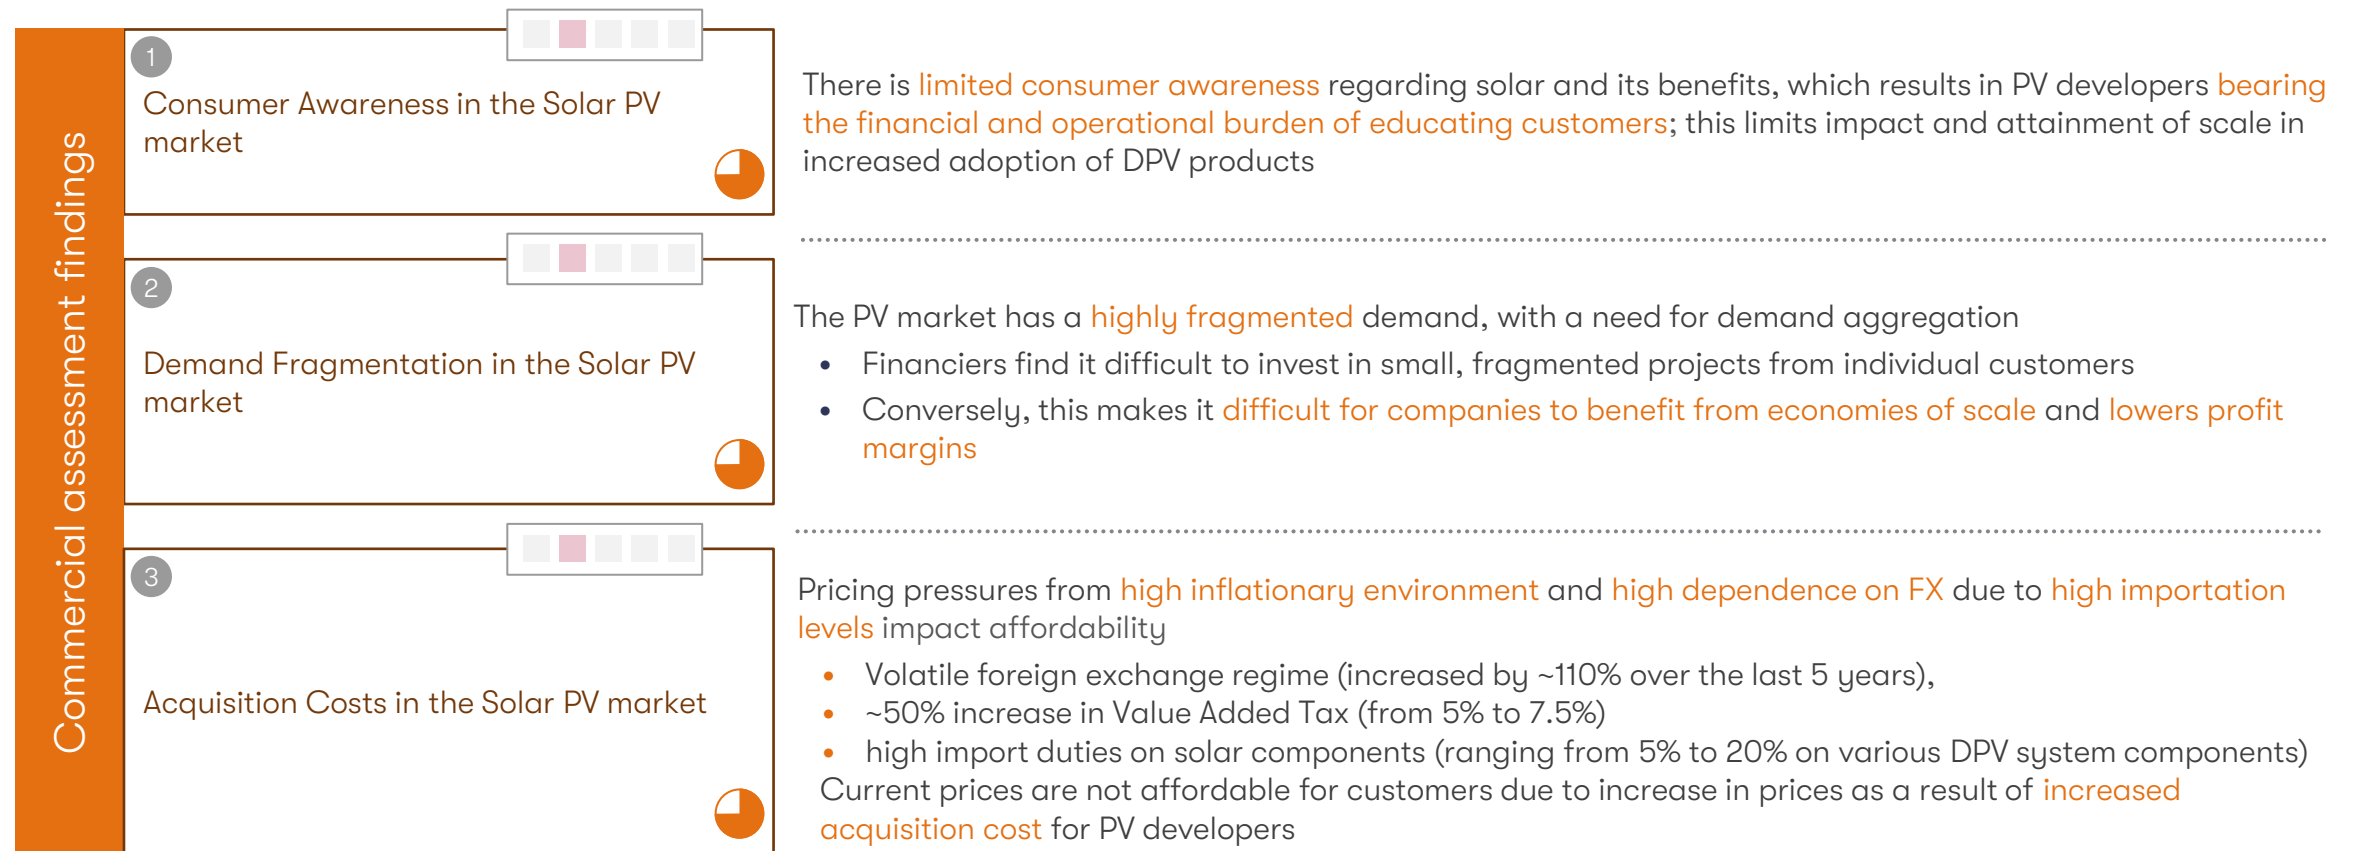 Commercial assessment findings
1
Consumer Awareness in the Solar PV
market
There is limited consumer awareness regarding solar and its benefits, which results in PV developers bearing
the financial and operational burden of educating customers; this limits impact and attainment of scale in
increased adoption of DPV products
2
Demand Fragmentation in the Solar PV
market
The PV market has a highly fragmented demand, with a need for demand aggregation
• Financiers find it difficult to invest in small, fragmented projects from individual customers
• Conversely, this makes it difficult for companies to benefit from economies of scale and lowers profit
margins
3
Acquisition Costs in the Solar PV market
Pricing pressures from high inflationary environment and high dependence on FX due to high importation
levels impact affordability
• Volatile foreign exchange regime (increased by ~110% over the last 5 years),
• ~50% increase in Value Added Tax (from 5% to 7.5%)
• high import duties on solar components (ranging from 5% to 20% on various DPV system components)
Current prices are not affordable for customers due to increase in prices as a result of increased
acquisition cost for PV developers